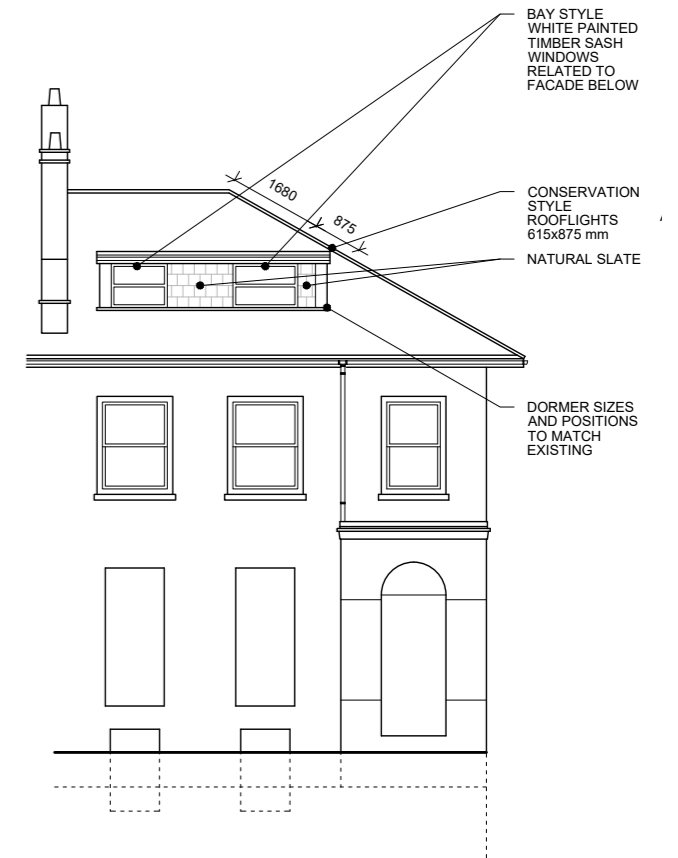 BAY STYLE
WHITE PAINTED
TIMBER SASH
WINDOWS
RELATED TO
FACADE BELOW
1680
875
CONSERVATION
STYLE
ROOFLIGHTS
615x875 mm
NATURAL SLATE
DORMER SIZES
AND POSITIONS
TO MATCH
EXISTING